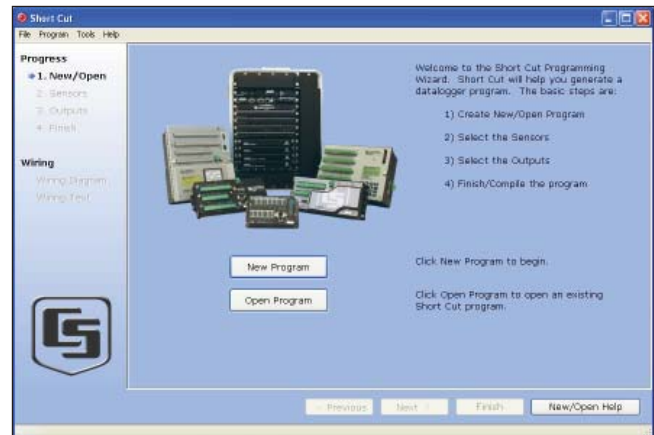 Short Cut
File Program Tools Help
Progress
1. New/Open
2. Sensors
3. Outputs
4. Finish
Wiring
Wiring Diagram
Wiring Text
Welcome to the Short Cut Programming
Wizard. Short Cut will help you generate a
datalogger program. The basic steps are:
1) Create New/Open Program
2) Select the Sensors
3) Select the Outputs
4) Finish/Compile the program
New Program
Click New Program to begin.
Open Program
Click Open Program to open an existing
Short Cut program.
CS
< Previous
Next >
Finish
New/Open Help